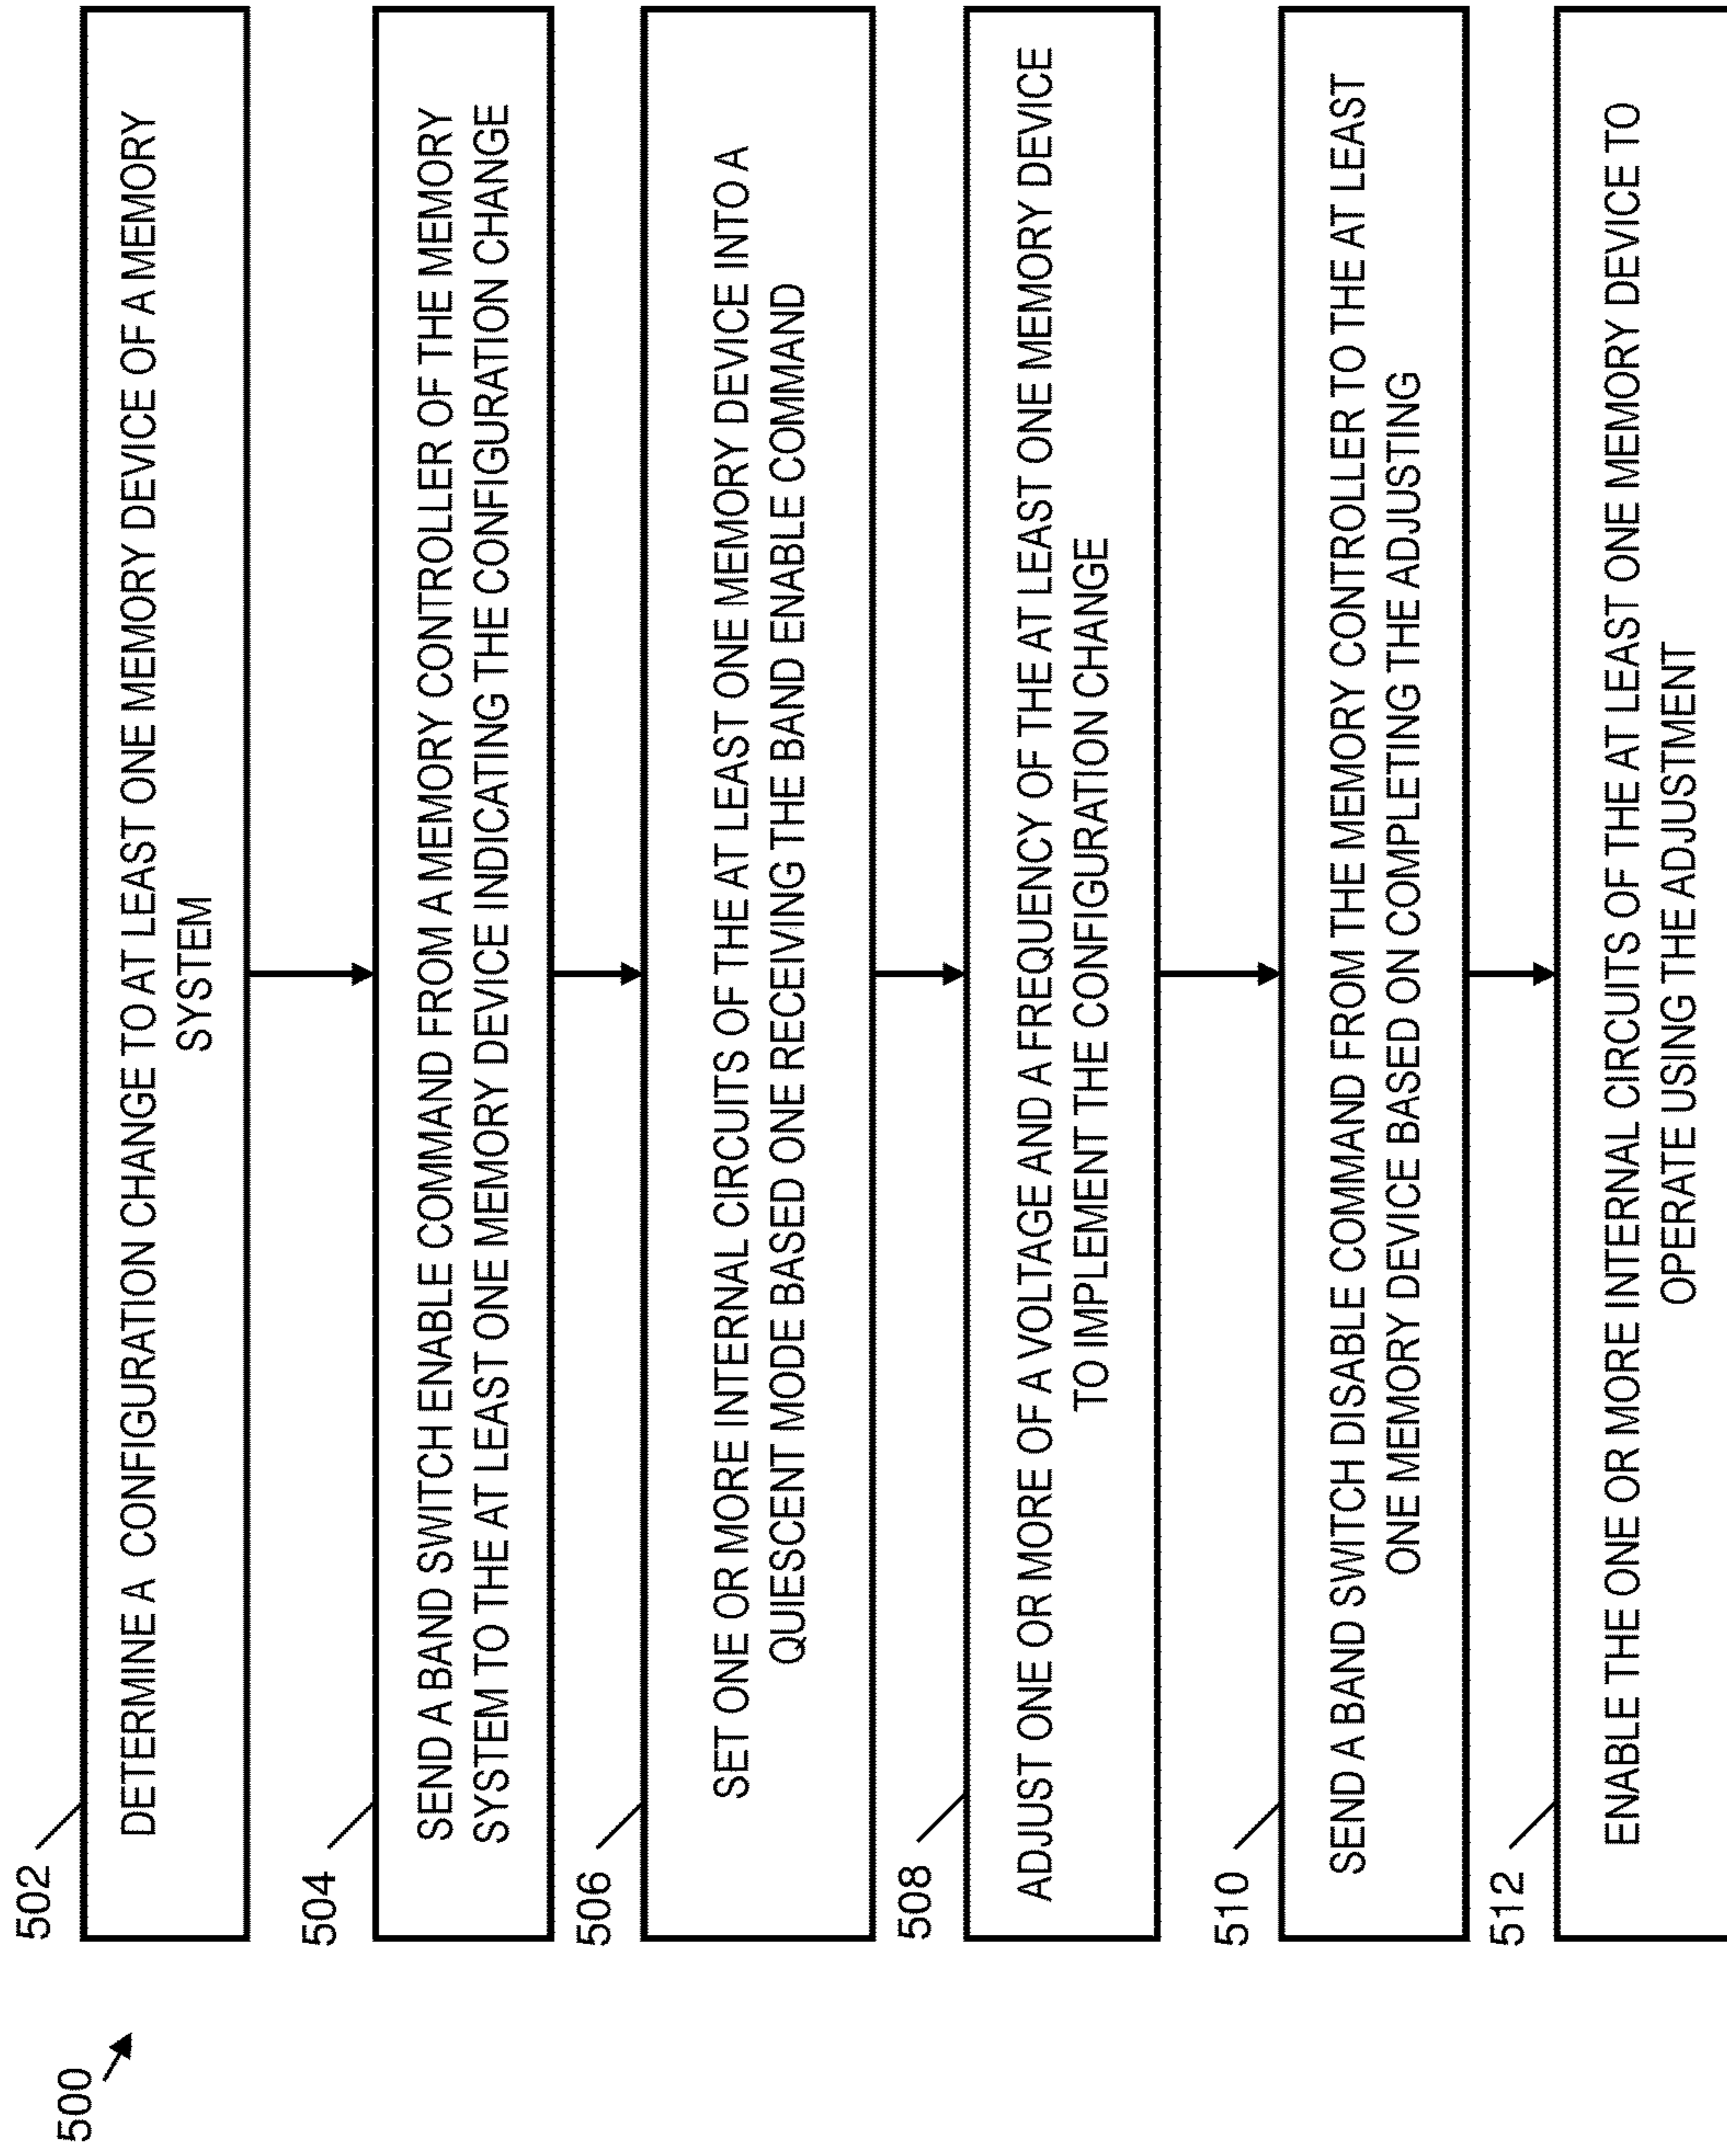 500
502
DETERMINE A CONFIGURATION CHANGE TO AT LEAST ONE MEMORY DEVICE OF A MEMORY
SYSTEM
504
SEND A BAND SWITCH ENABLE COMMAND FROM A MEMORY CONTROLLER OF THE MEMORY
SYSTEM TO THE AT LEAST ONE MEMORY DEVICE INDICATING THE CONFIGURATION CHANGE
506
SET ONE OR MORE INTERNAL CIRCUITS OF THE AT LEAST ONE MEMORY DEVICE INTO A
QUIESCENT MODE BASED ONE RECEIVING THE BAND ENABLE COMMAND
508
ADJUST ONE OR MORE OF A VOLTAGE AND A FREQUENCY OF THE AT LEAST ONE MEMORY DEVICE
TO IMPLEMENT THE CONFIGURATION CHANGE
510
SEND A BAND SWITCH DISABLE COMMAND FROM THE MEMORY CONTROLLER TO THE AT LEAST
ONE MEMORY DEVICE BASED ON COMPLETING THE ADJUSTING
512
ENABLE THE ONE OR MORE INTERNAL CIRCUITS OF THE AT LEAST ONE MEMORY DEVICE TO
OPERATE USING THE ADJUSTMENT